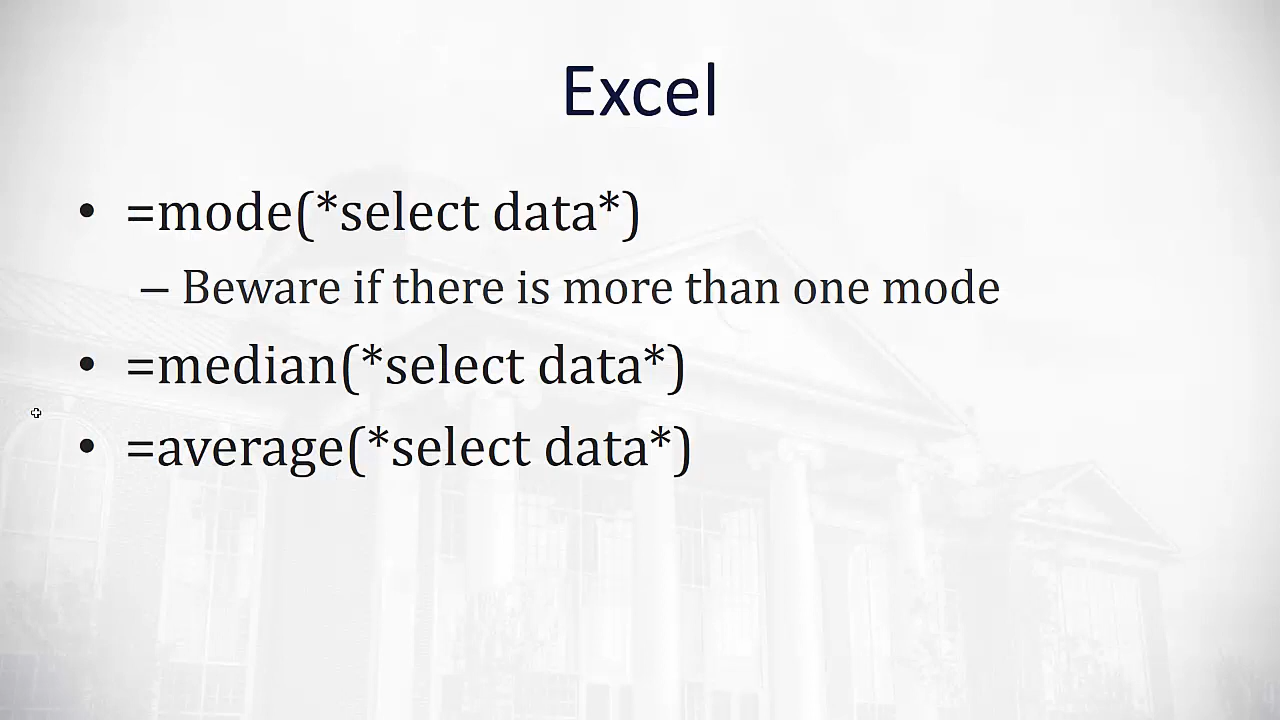 Excel
• =mode(*select data*)
– Beware if there is more than one mode
• =median(*select data*)
• =average(*select data*)